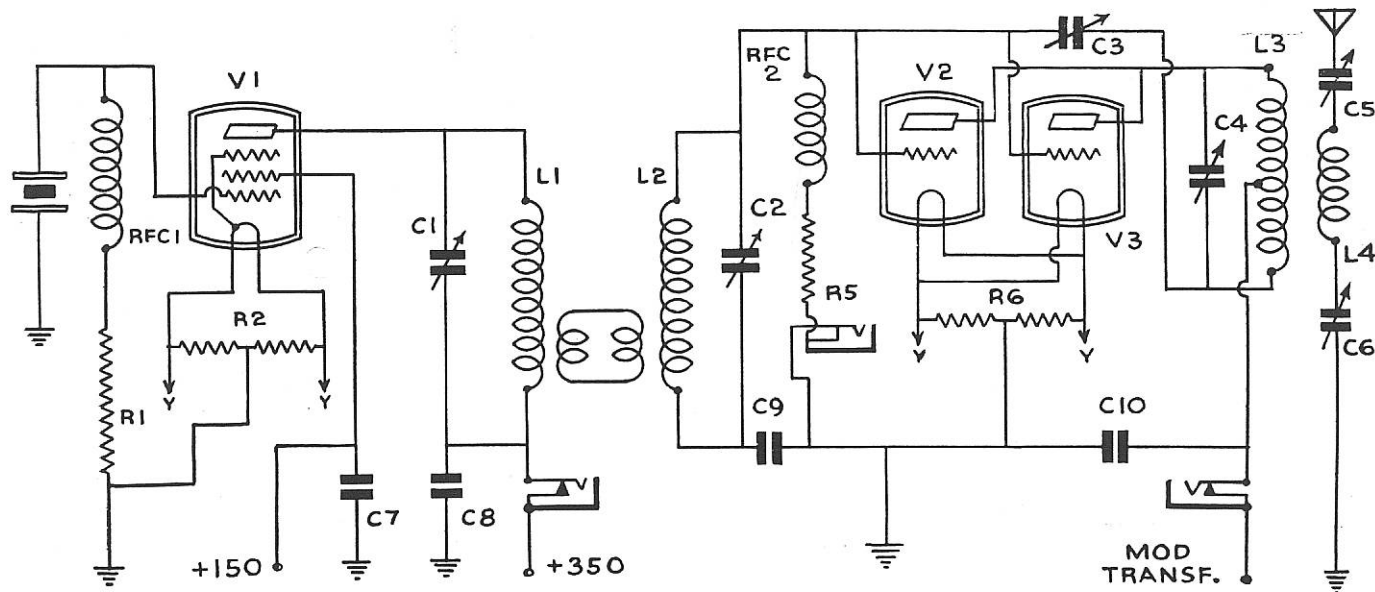 V1
RFC1
R1
R2
Y
Y
+150
C7
C1
C8
L1
+350
L2
C2
C9
RFC
2
R5
V2
V3
R6
Y
Y
C3
C4
L3
C10
MOD
TRANSF.
C5
L4
C6